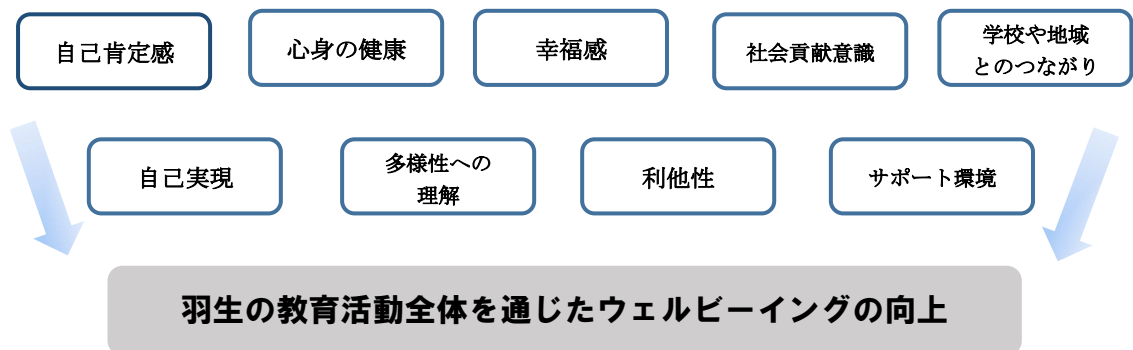 自己肯定感
心身の健康
幸福感
社会貢献意識
学校や地域
とのつながり
自己実現
多様性への
理解
利他性
サポート環境
羽生の教育活動全体を通じたウェルビーイングの向上